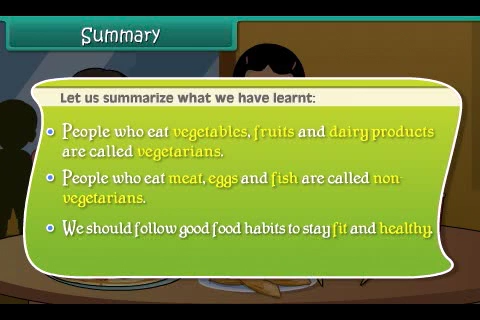 Summary
Let us summarize what we have learnt:
People who eat vegetables, fruits and dairy products
are called vegetarians.
People who eat meat, eggs and fish are called non-
vegetarians.
We should follow good food habits to stay fit and healthy.